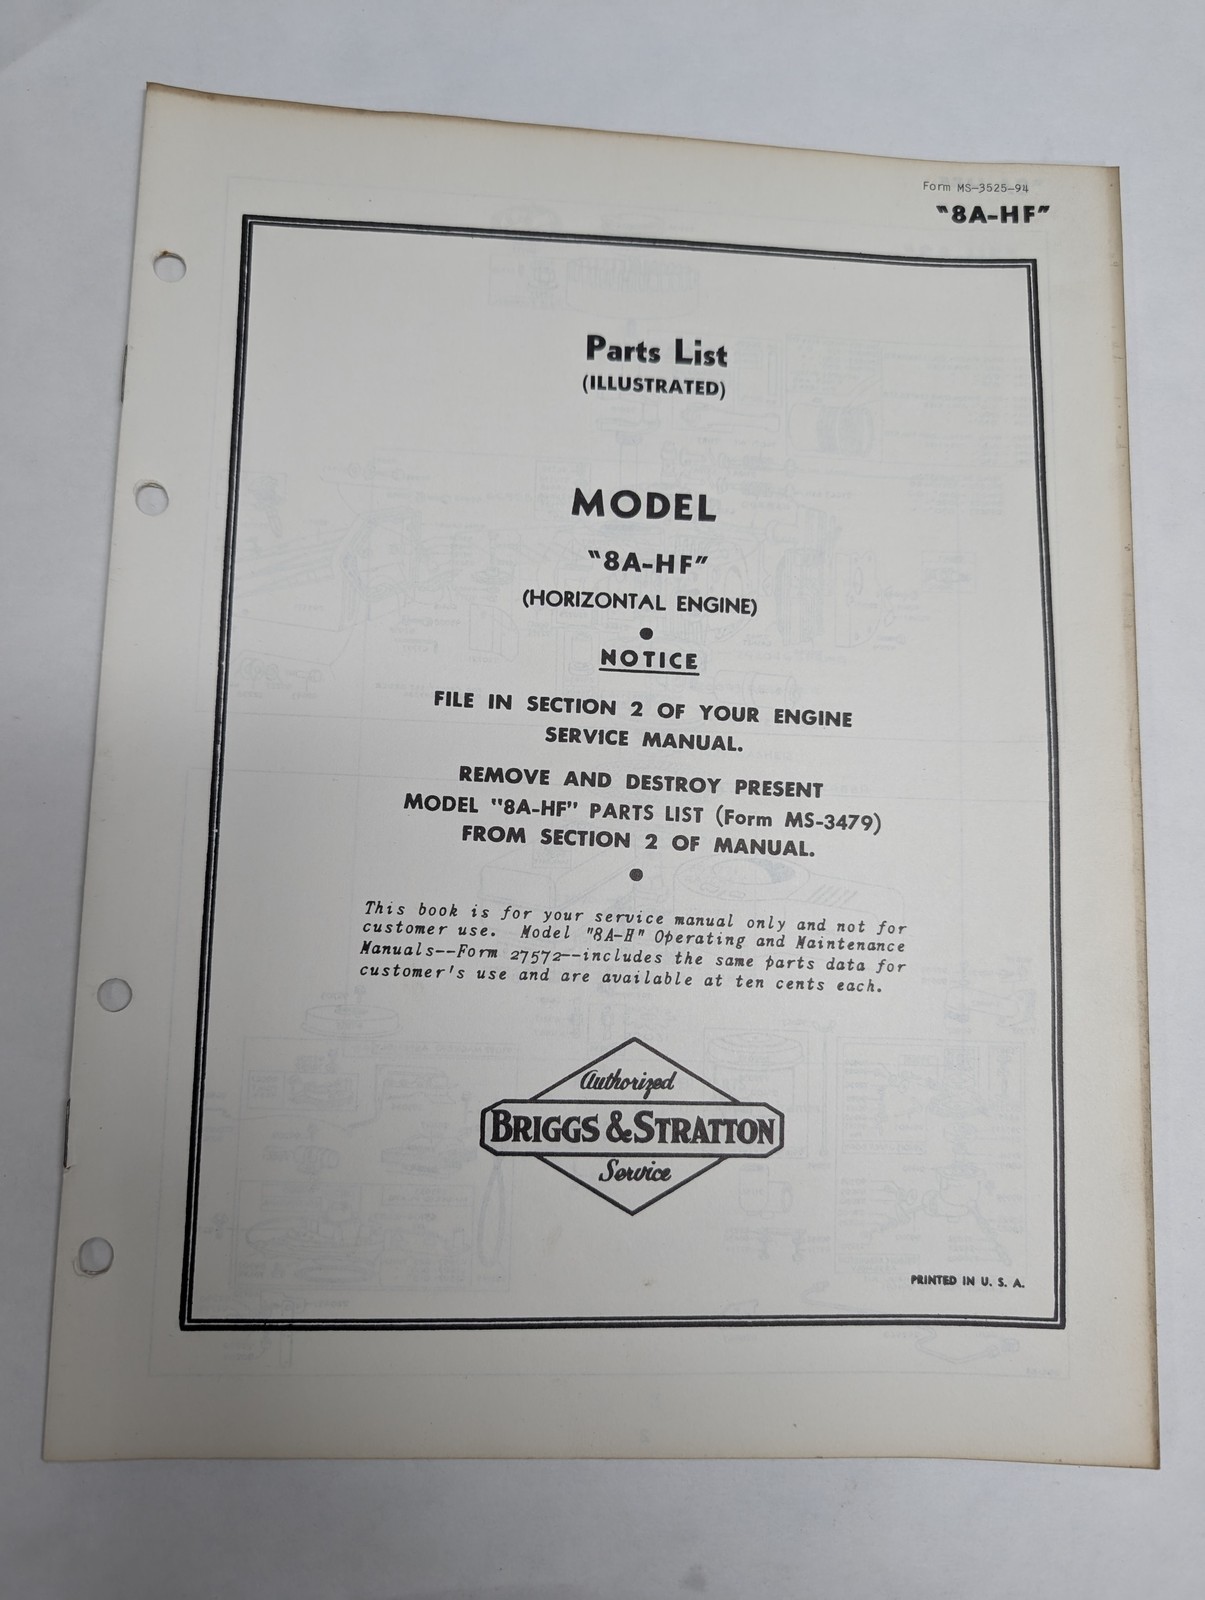 Form MS-3525-94
"8A-HF"
Parts List
(ILLUSTRATED)
MODEL
"8A-HF"
(HORIZONTAL ENGINE)
NOTICE
FILE IN SECTION 2 OF YOUR ENGINE
SERVICE MANUAL.
REMOVE AND DESTROY PRESENT
MODEL "8A-HF" PARTS LIST (Form MS-3479)
FROM SECTION 2 OF MANUAL.
This book is for your service manual only and not for
customer use. Model "8A-H" Operating and Maintenance
Manuals--Form 27572--includes the same parts data for
customer's use and are available at ten cents each.
Authorized
BRIGGS & STRATTON
Service
PRINTED IN U. S. A.